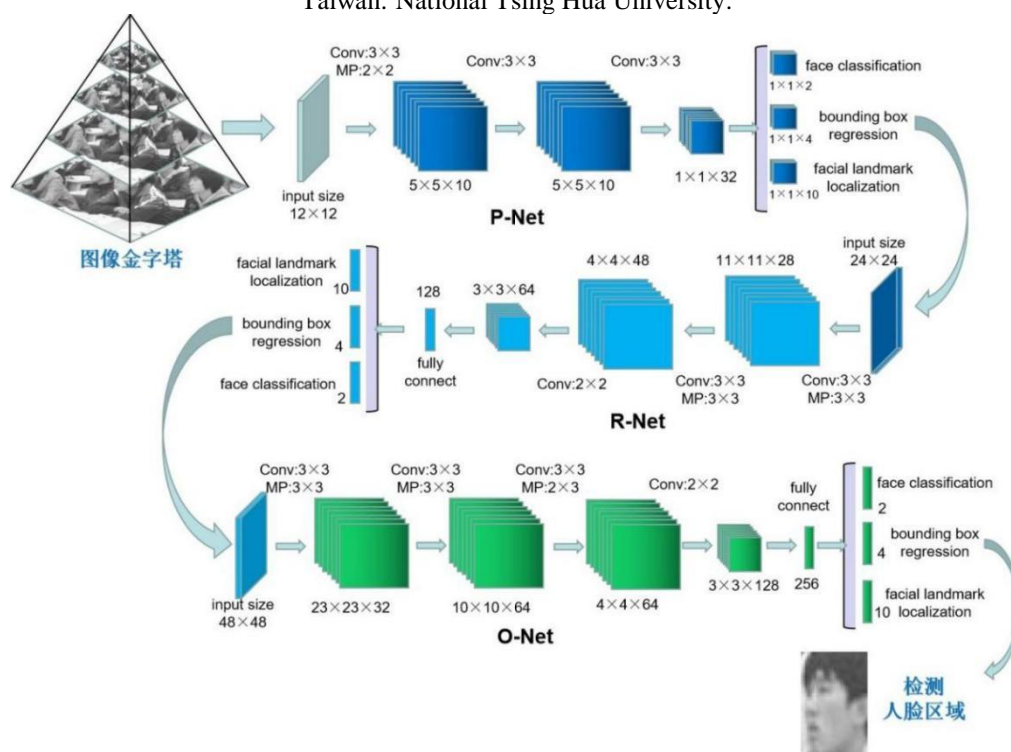 Taiwan. National Tsing Hua University.
Conv:3×3
MP:2×2
Conv:3×3
Conv:3×3
face classification
1×1×2
bounding box
regression
1×1×4
facial landmark
localization
1×1×10
input size
12×12
5×5×10
5×5×10
1×1×32
P-Net
图像金字塔
input size
24×24
11×11×28
4×4×48
3×3×64
128
facial landmark
localization
10
bounding box
regression
4
face classification
2
fully
connect
Conv:2×2
Conv:3×3
MP:3×3
Conv:3×3
MP:3×3
R-Net
Conv:3×3
MP:3×3
Conv:3×3
MP:3×3
Conv:3×3
MP:2×3
Conv:2×2
fully
connect
face classification
2
bounding box
regression
4
facial landmark
localization
10
input size
48×48
23×23×32
10×10×64
4×4×64
3×3×128
256
O-Net
检测
人脸区域